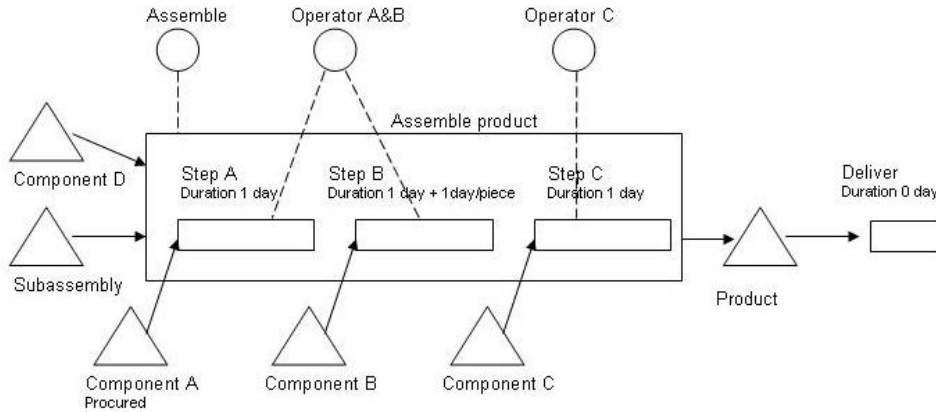 Assemble
Operator A&B
Operator C
Assemble product
Component D
Step A
Duration 1 day
Step B
Duration 1 day + 1day/piece
Step C
Duration 1 day
Deliver
Duration 0 day
Subassembly
Product
Component A
Procured
Component B
Component C